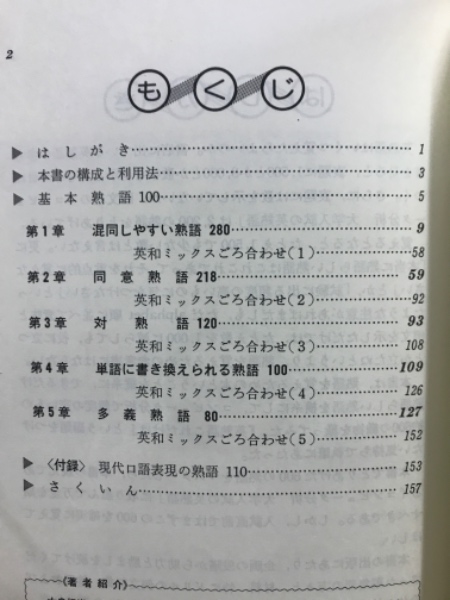 2
もくじ
▶ はしがき……1
▶ 本書の構成と利用法……3
▶ 基本熟語100……5
第1章 混同しやすい熟語 280……9
英和ミックスごろ合わせ(1)……58
第2章 同意熟語 218……59
英和ミックスごろ合わせ(2)……92
第3章 対熟語 120……93
英和ミックスごろ合わせ(3)……108
第4章 単語に書き換えられる熟語 100……109
英和ミックスごろ合わせ(4)……126
第5章 多義熟語 80……127
英和ミックスごろ合わせ(5)……152
▶ 〈付録〉現代口語表現の熟語 110……153
▶ さくいん……157
〈著者紹介〉